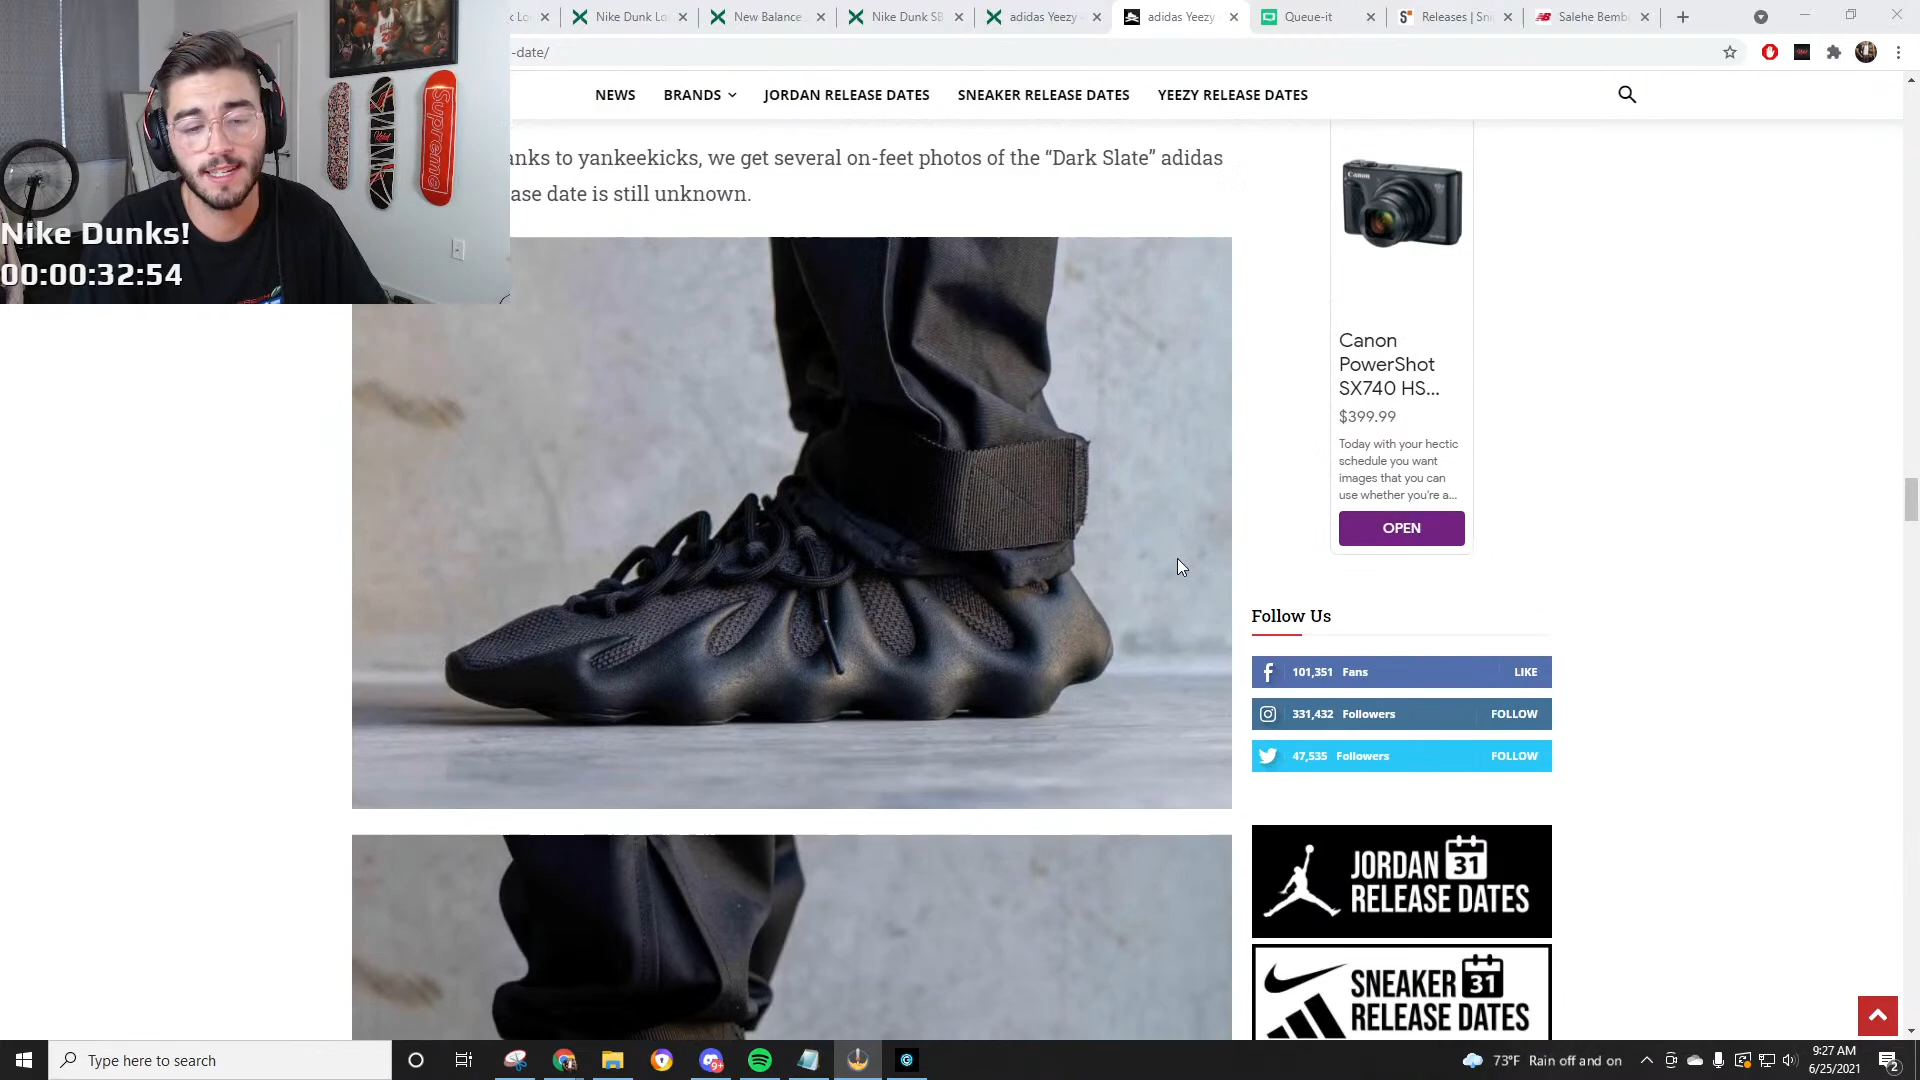 Nike Dunk Lo
New Balance
Nike Dunk SB
adidas Yeezy
adidas Yeezy
Queue-it
Releases | Sni
Salehe Bemb
-date/
NEWS
BRANDS
JORDAN RELEASE DATES
SNEAKER RELEASE DATES
YEEZY RELEASE DATES
anks to yankeekicks, we get several on-feet photos of the “Dark Slate” adidas
ase date is still unknown.
Supreme
Nike Dunks!
00:00:32:54
Canon
Canon
PowerShot
SX740 HS...
$399.99
Today with your hectic
schedule you want
images that you can
use whether you're a...
OPEN
Follow Us
101,351 Fans LIKE
331,432 Followers FOLLOW
47,535 Followers FOLLOW
JORDAN 31
RELEASE DATES
SNEAKER 31
RELEASE DATES
Type here to search
9+
73°F Rain off and on
9:27 AM
6/25/2021
2